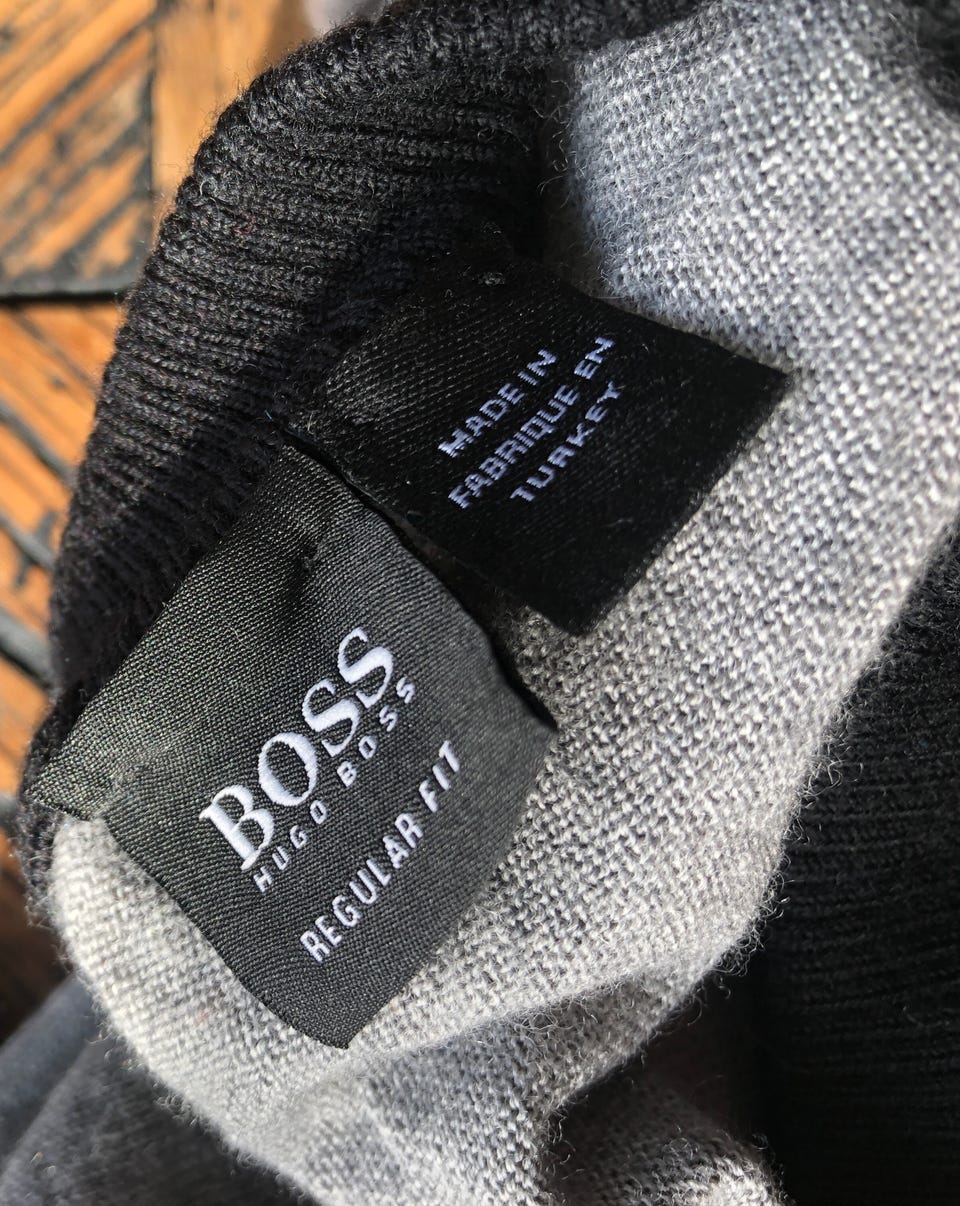 MADE IN
FABRIQUE EN
TURKEY
BOSS
HUGO BOSS
REGULAR FIT